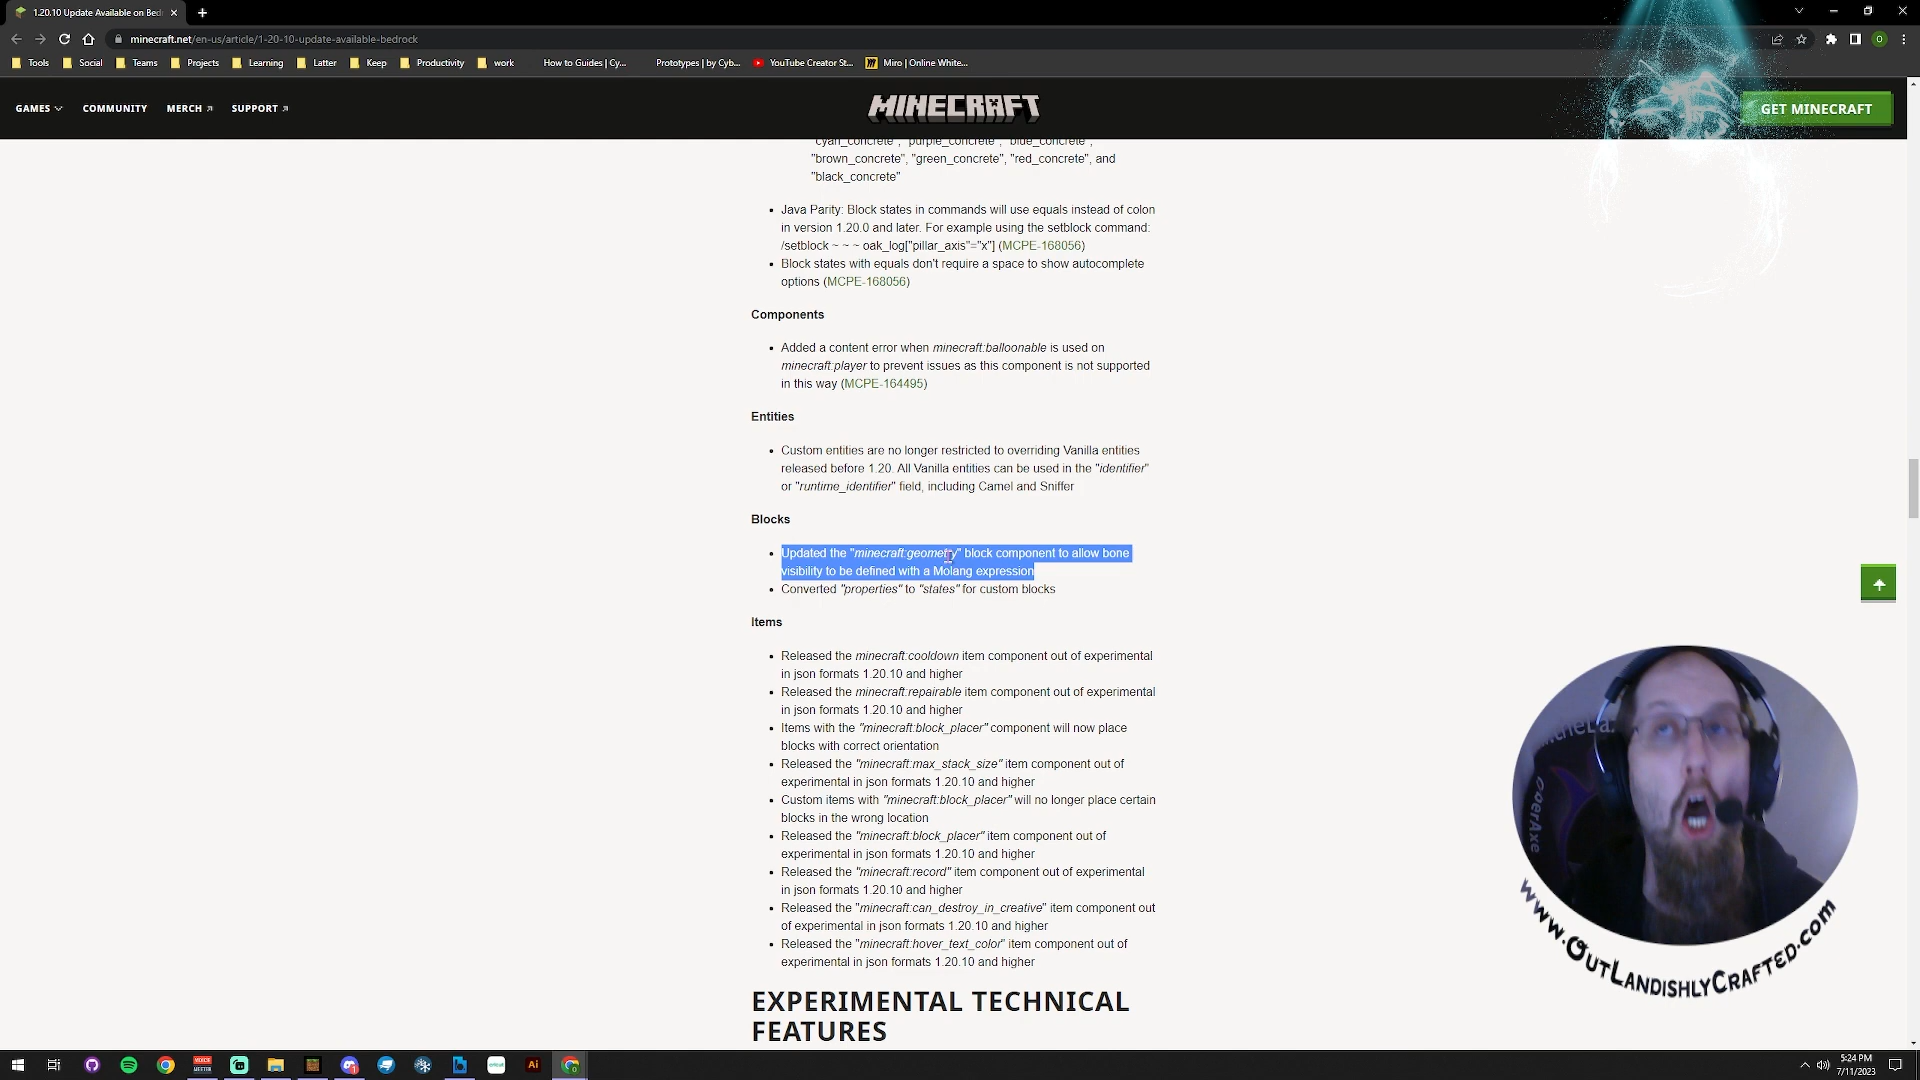 1.20.10 Update Available on Bedr
minecraft.net/en-us/article/1-20-10-update-available-bedrock
O
Tools Social Teams Projects Learning Latter Keep Productivity work How to Guides | Cy... Prototypes | by Cyb... YouTube Creator St... Miro | Online White...
GAMES COMMUNITY MERCH SUPPORT MINECRAFT GET MINECRAFT
"cyan_concrete", "purple_concrete", "blue_concrete",
"brown_concrete", "green_concrete", "red_concrete", and
"black_concrete"
Java Parity: Block states in commands will use equals instead of colon
in version 1.20.0 and later. For example using the setblock command:
/setblock ~ ~ ~ oak_log["pillar_axis"="x"] (MCPE-168056)
Block states with equals don't require a space to show autocomplete
options (MCPE-168056)
Components
Added a content error when minecraft:balloonable is used on
minecraft:player to prevent issues as this component is not supported
in this way (MCPE-164495)
Entities
Custom entities are no longer restricted to overriding Vanilla entities
released before 1.20. All Vanilla entities can be used in the "identifier"
or "runtime_identifier" field, including Camel and Sniffer
Blocks
Updated the "minecraft:geometry" block component to allow bone
visibility to be defined with a Molang expression
Converted "properties" to "states" for custom blocks
Items
Released the minecraft:cooldown item component out of experimental
in json formats 1.20.10 and higher
Released the minecraft:repairable item component out of experimental
in json formats 1.20.10 and higher
Items with the "minecraft:block_placer" component will now place
blocks with correct orientation
Released the "minecraft:max_stack_size" item component out of
experimental in json formats 1.20.10 and higher
Custom items with "minecraft:block_placer" will no longer place certain
blocks in the wrong location
Released the "minecraft:block_placer" item component out of
experimental in json formats 1.20.10 and higher
Released the "minecraft:record" item component out of experimental
in json formats 1.20.10 and higher
Released the "minecraft:can_destroy_in_creative" item component out
of experimental in json formats 1.20.10 and higher
Released the "minecraft:hover_text_color" item component out of
experimental in json formats 1.20.10 and higher
EXPERIMENTAL TECHNICAL
FEATURES
www.OutLandishlyCrafted.com
Ai
5:24 PM
7/11/2023